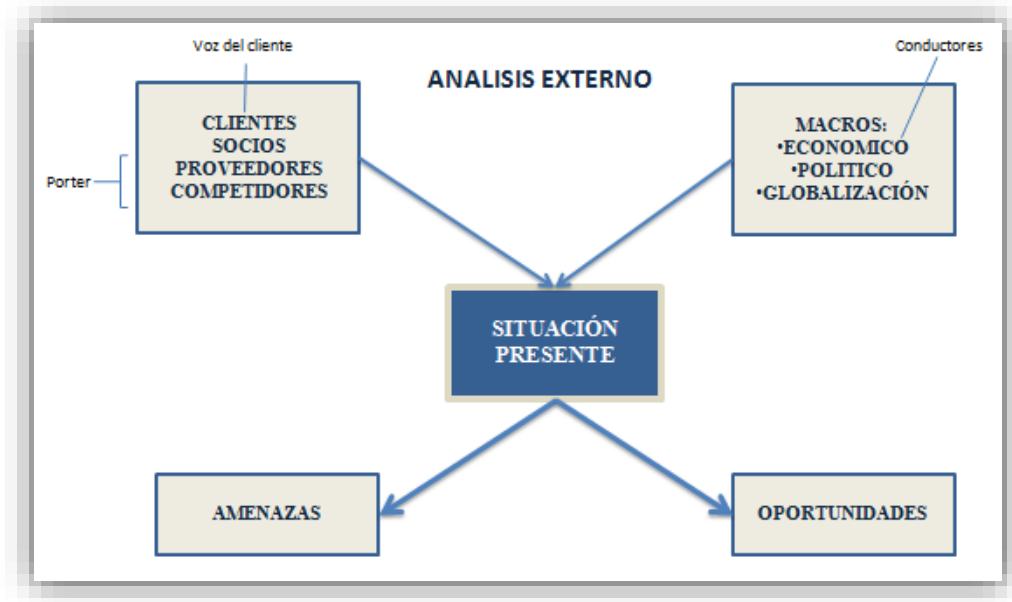 Voz del cliente
Conductores
ANALISIS EXTERNO
CLIENTES
SOCIOS
PROVEEDORES
COMPETIDORES
Porter
MACROS:
•ECONOMICO
•POLITICO
•GLOBALIZACIÓN
SITUACIÓN
PRESENTE
AMENAZAS
OPORTUNIDADES